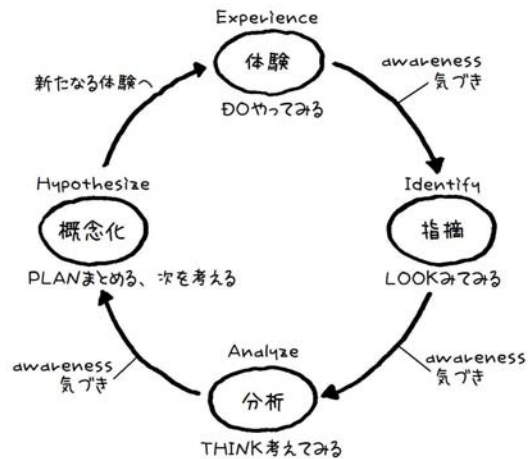 Experience
体験
DOやってみる
awareness
気づき
Identify
指摘
LOOKみてみる
awareness
気づき
Analyze
分析
THINK考えてみる
awareness
気づき
Hypothesize
概念化
PLANまとめる、次を考える
新たなる体験へ